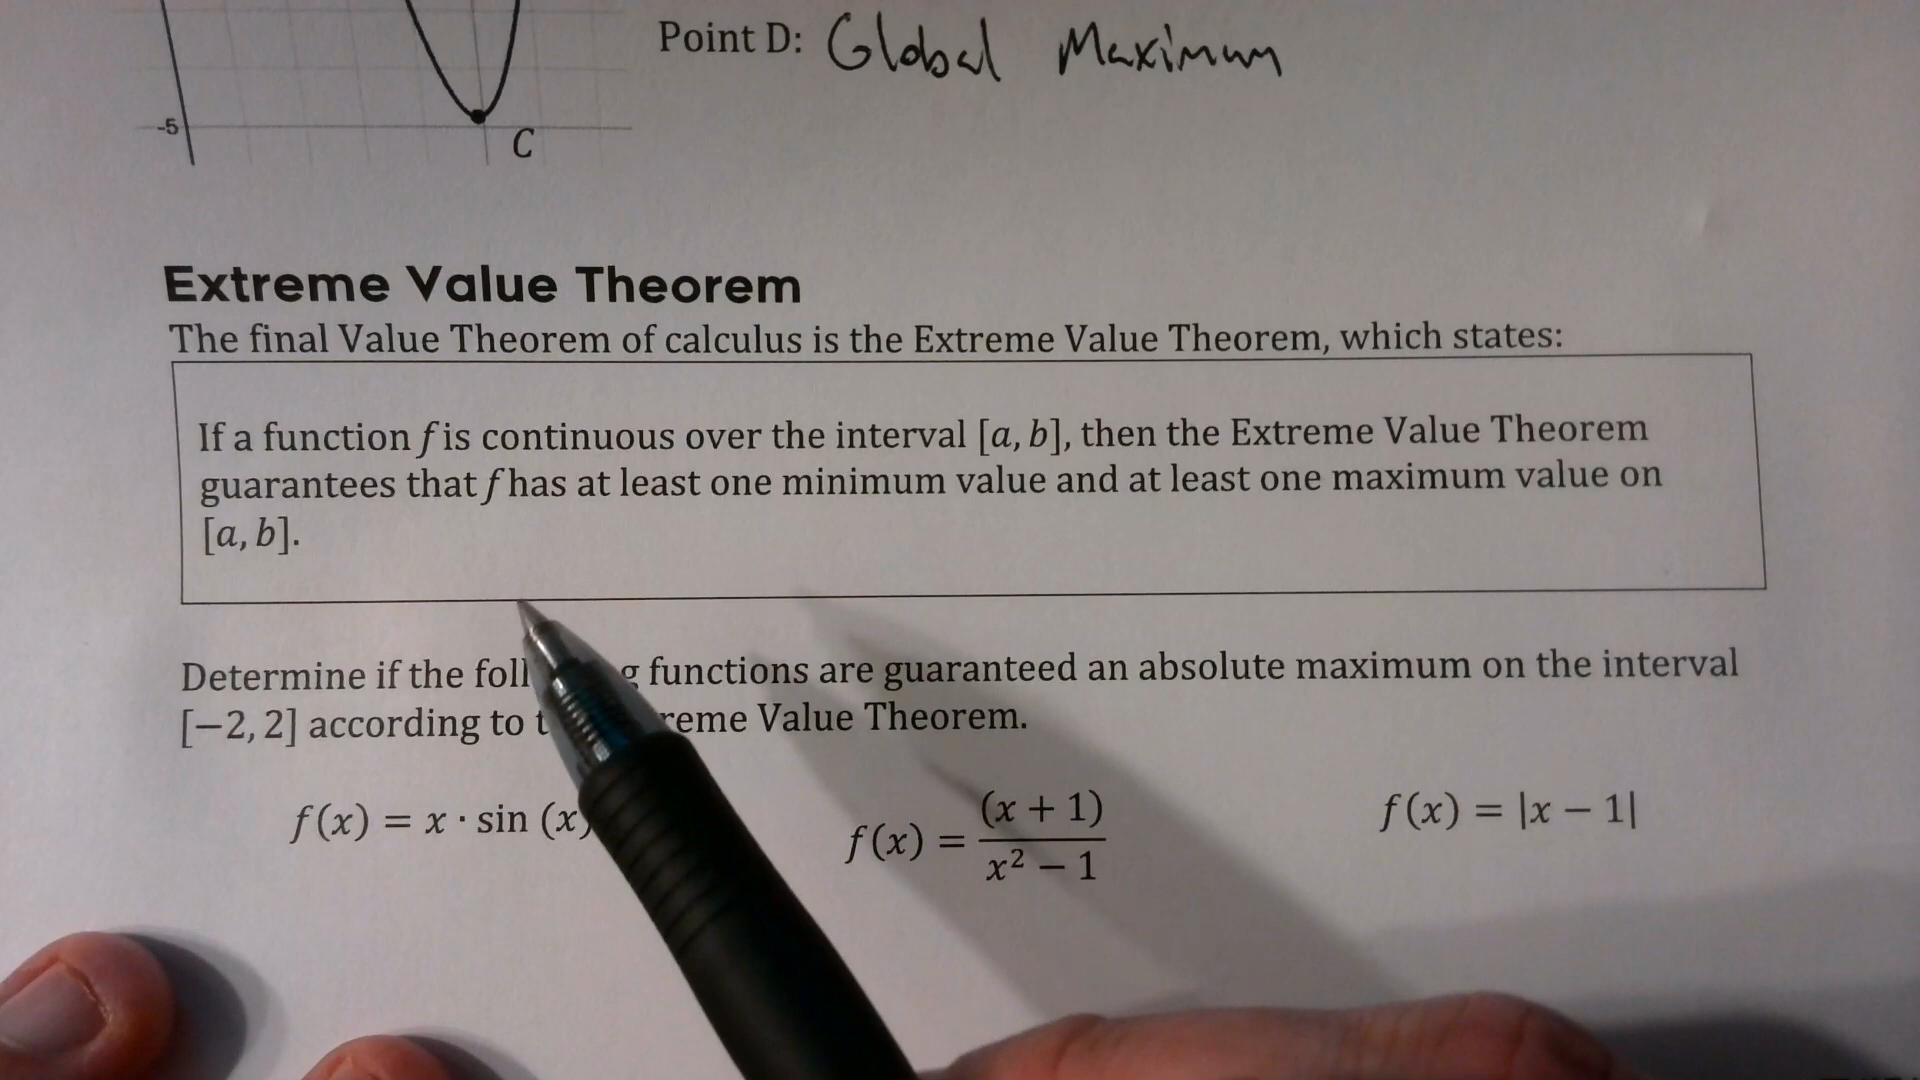 Point D: Global Maximum
-5
C
Extreme Value Theorem
The final Value Theorem of calculus is the Extreme Value Theorem, which states:
If a function f is continuous over the interval [a, b], then the Extreme Value Theorem
guarantees that f has at least one minimum value and at least one maximum value on
[a, b].
Determine if the functions are guaranteed an absolute maximum on the interval
[−2, 2] according to Value Theorem.
f(x) = x · sin (x)
f(x) = (x + 1) / x² − 1
f(x) = |x − 1|